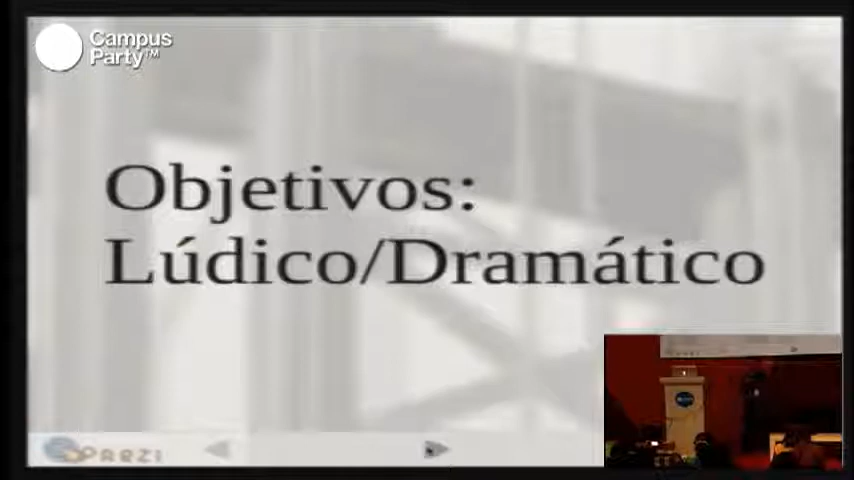 Campus
Party™
Objetivos:
Lúdico/Dramático
PREZI